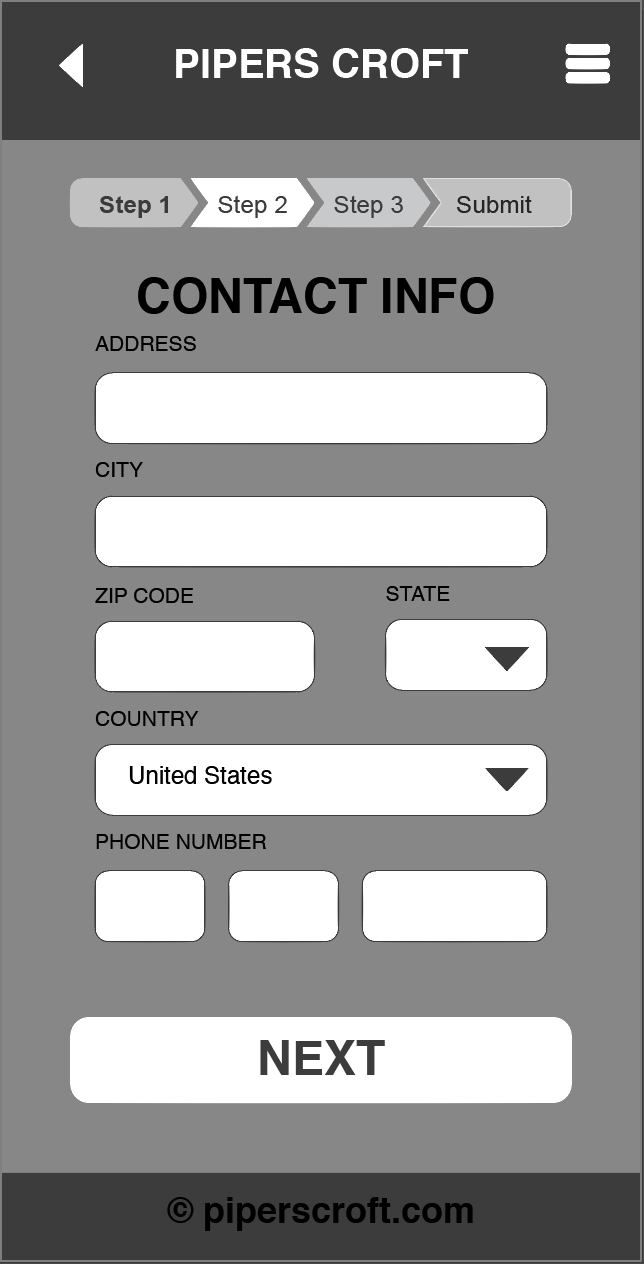 PIPERS CROFT
Step 1 Step 2 Step 3 Submit
CONTACT INFO
ADDRESS
CITY
ZIP CODE STATE
COUNTRY
United States
PHONE NUMBER
NEXT
© piperscroft.com